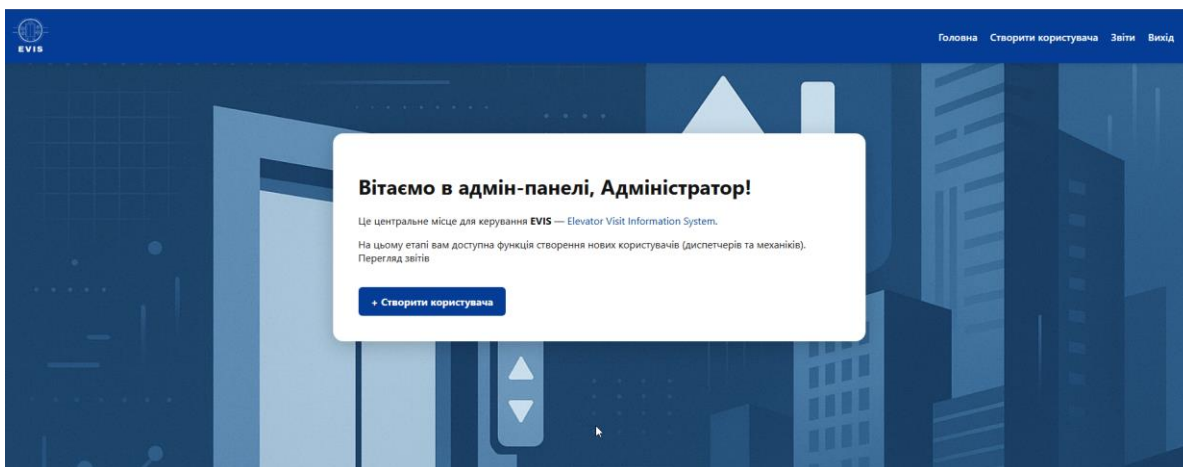 EVIS
Головна Створити користувача Звіти Вихід
Вітаємо в адмін-панелі, Адміністратор!
Це центральне місце для керування EVIS — Elevator Visit Information System.
На цьому етапі вам доступна функція створення нових користувачів (диспетчерів та механіків).
Перегляд звітів
+ Створити користувача